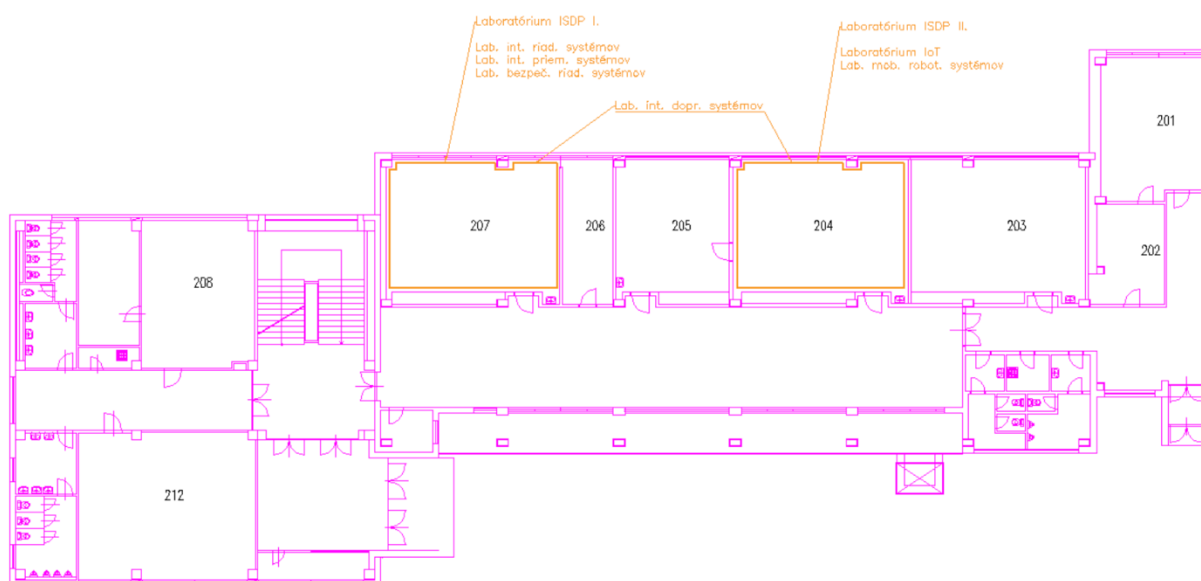 Laboratórium ISDP I.
Lab. int. riad. systémov
Lab. int. priem. systémov
Lab. bezpeč. riad. systémov
Laboratórium ISDP II.
Laboratórium IoT
Lab. mob. robot. systémov
Lab. int. dopr. systémov
201
202
203
204
205
206
207
208
212